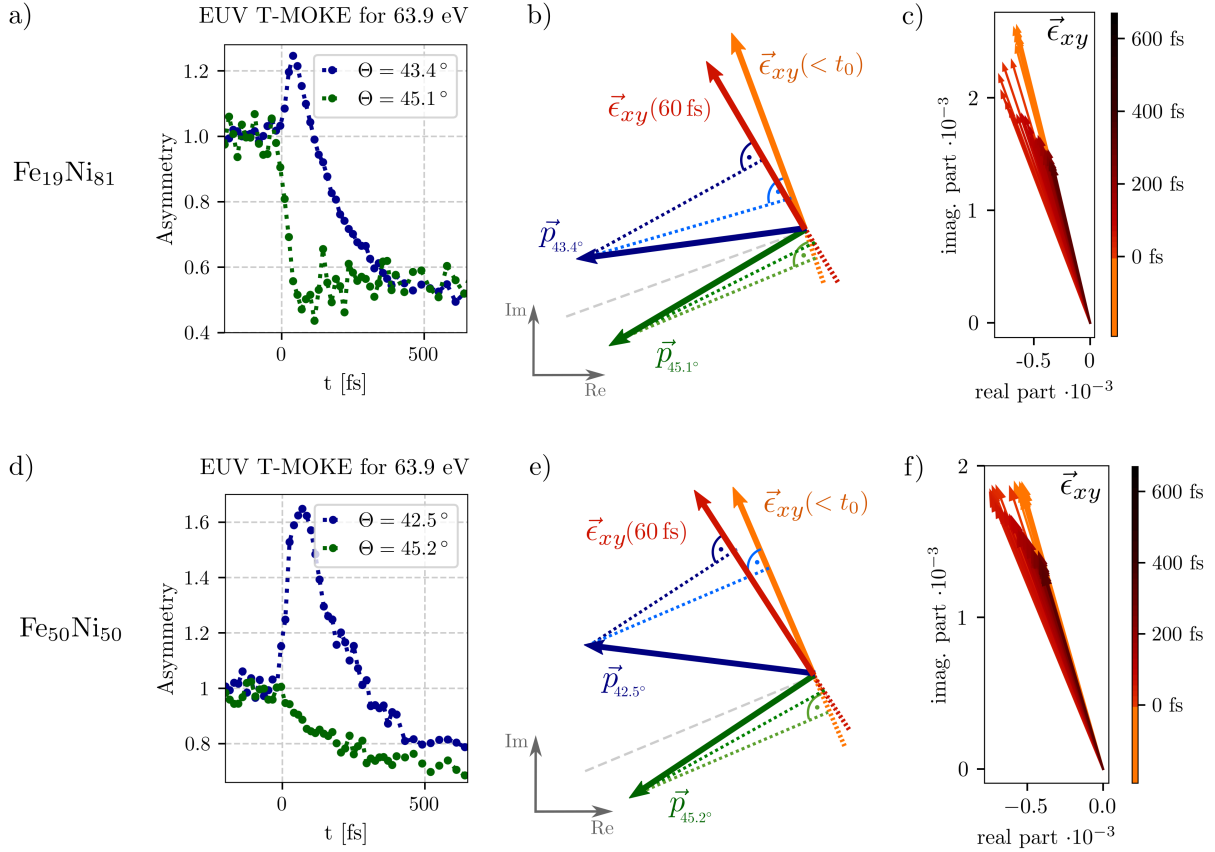 a)
EUV T-MOKE for 63.9 eV
Asymmetry
1.2
1.0
0.8
0.6
0.4
0
500
t [fs]
Θ = 43.4°
Θ = 45.1°
Fe₁₉Ni₈₁
b)
ϵ⃗xy(< t₀)
ϵ⃗xy(60 fs)
p⃗43.4°
p⃗45.1°
Im
Re
c)
ϵ⃗xy
imag. part ·10⁻³
2
1
0
−0.5
0
real part ·10⁻³
600 fs
400 fs
200 fs
0 fs
d)
EUV T-MOKE for 63.9 eV
Asymmetry
1.6
1.4
1.2
1
0.8
0
500
t [fs]
Θ = 42.5°
Θ = 45.2°
Fe₅₀Ni₅₀
e)
ϵ⃗xy(< t₀)
ϵ⃗xy(60 fs)
p⃗42.5°
p⃗45.2°
Im
Re
f)
ϵ⃗xy
imag. part ·10⁻³
2
1
0
−0.5
0.0
real part ·10⁻³
600 fs
400 fs
200 fs
0 fs